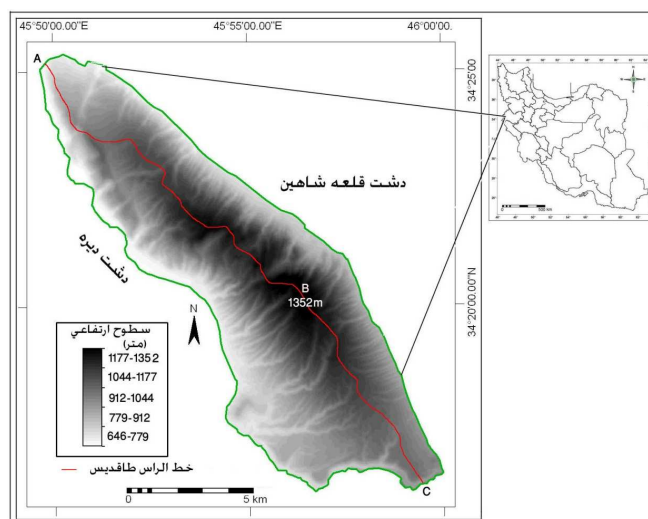 45°50'00.00"E
45°55'00.00"E
46°00'00"E
34°25'00
34°20'00.00"N
A
B
1352m
C
دشت قلعه شاهین
دشت دیره
N
سطوح ارتفاعي
(متر)
1177-1352
1044-1177
912-1044
779-912
646-779
خط الراس طاقدیس
0
5 km